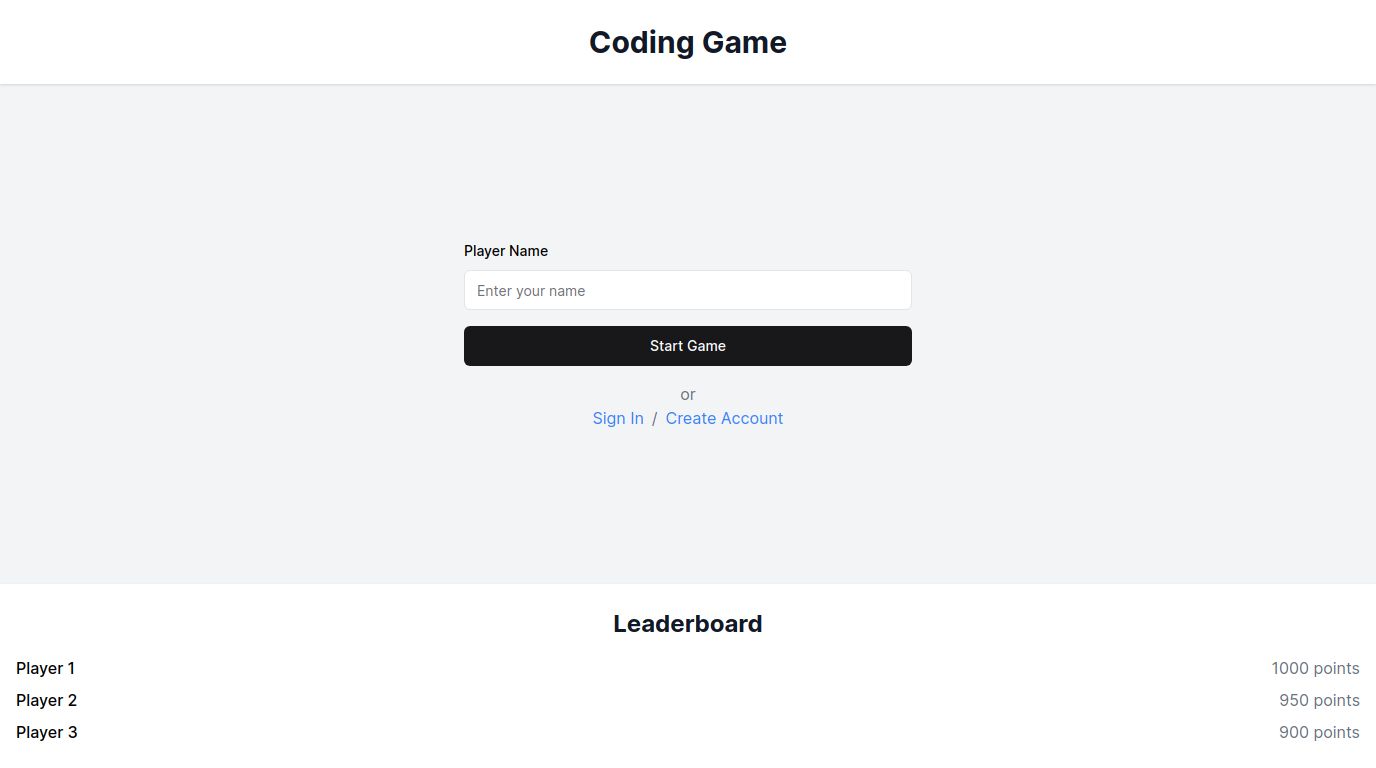 Coding Game
Player Name
Enter your name
Start Game
or
Sign In / Create Account
Leaderboard
Player 1 1000 points
Player 2 950 points
Player 3 900 points